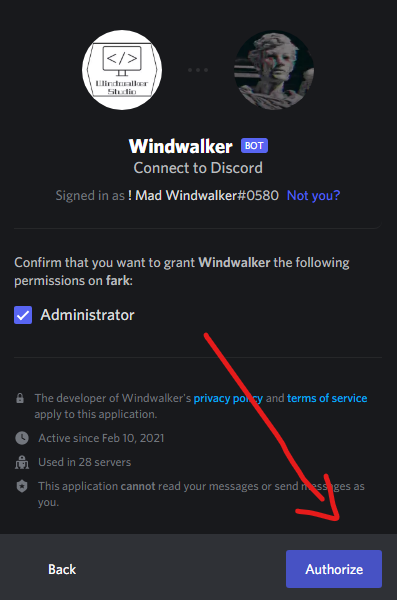 </>
Windwalker
Studio
Windwalker BOT
Connect to Discord
Signed in as ! Mad Windwalker#0580 Not you?
Confirm that you want to grant Windwalker the following
permissions on fark:
Administrator
The developer of Windwalker's privacy policy and terms of service
apply to this application.
Active since Feb 10, 2021
Used in 28 servers
This application cannot read your messages or send messages as
you.
Back
Authorize